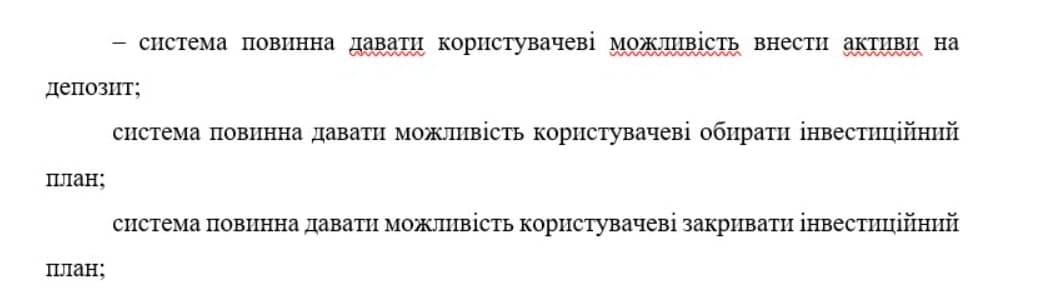 – система повинна давати користувачеві можливість внести активи на
депозит;
система повинна давати можливість користувачеві обирати інвестиційний
план;
система повинна давати можливість користувачеві закривати інвестиційний
план;